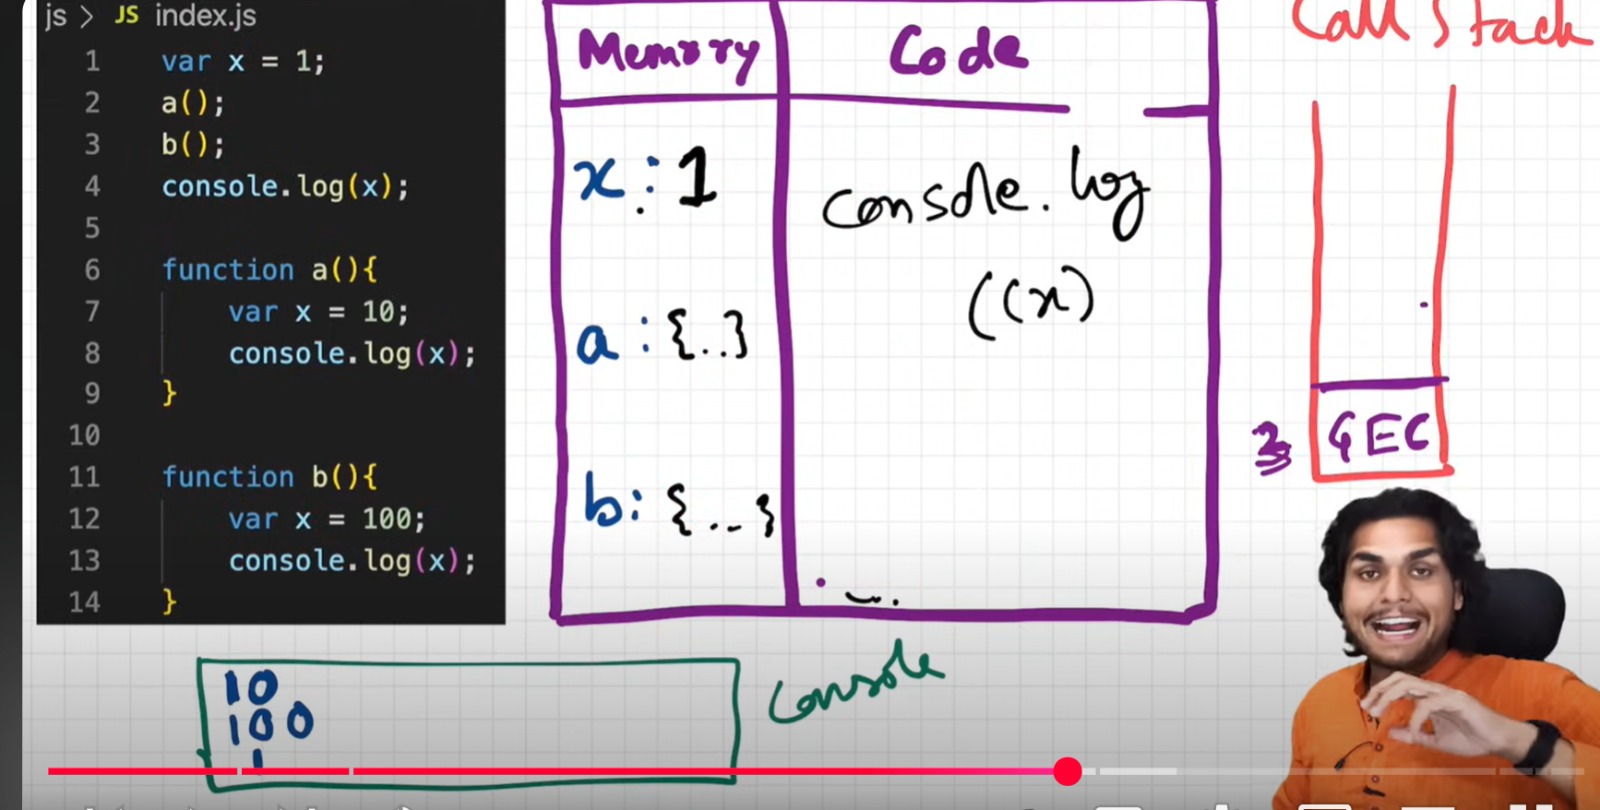 js > JS index.js
1 var x = 1;
2 a();
3 b();
4 console.log(x);
5
6 function a(){
7 var x = 10;
8 console.log(x);
9 }
10
11 function b(){
12 var x = 100;
13 console.log(x);
14 }
Memory
Code
x : 1
a : {..}
b : {..}
console.log
((x)
Call Stack
GEC
10
100
1
Console